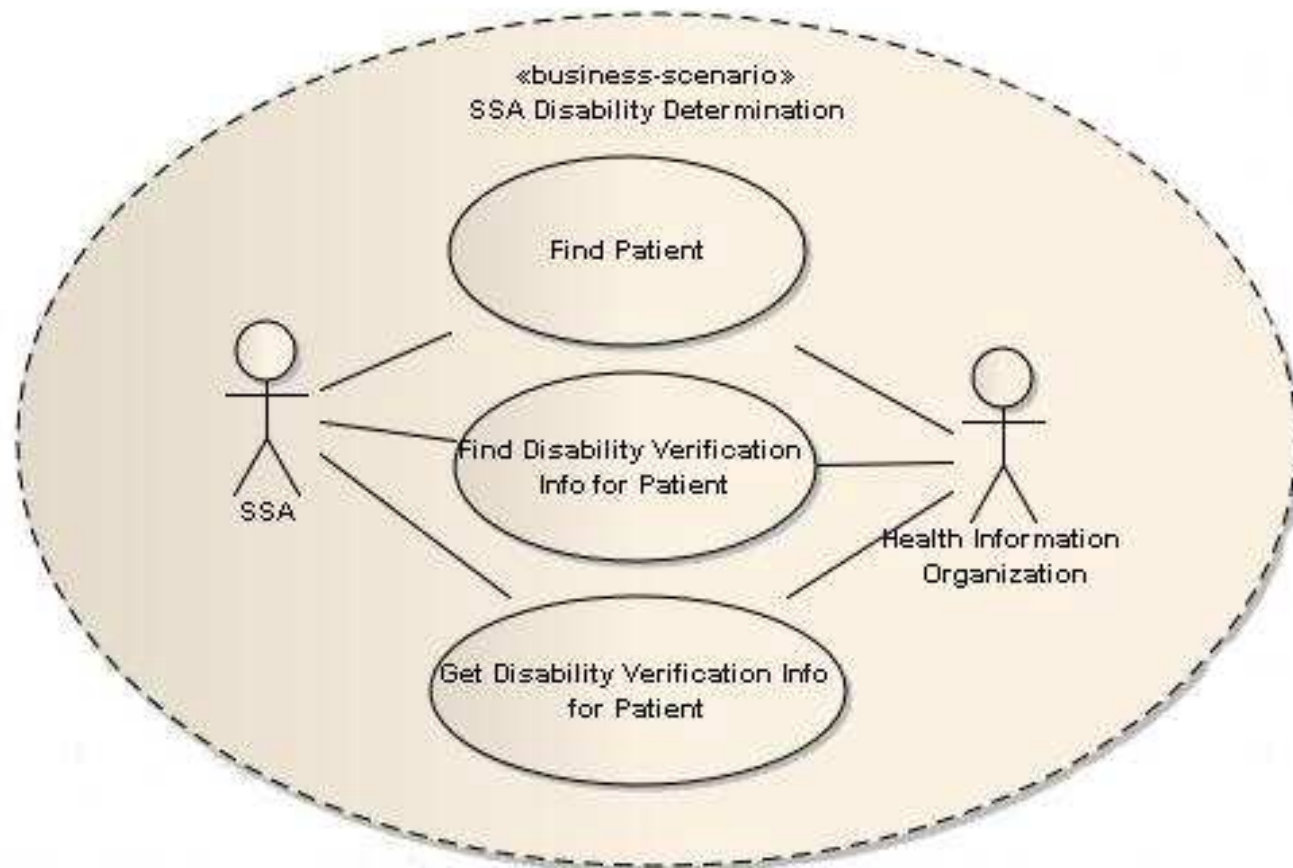 «business-scenario»
SSA Disability Determination
Find Patient
Find Disability Verification
Info for Patient
SSA
Health Information
Organization
Get Disability Verification Info
for Patient